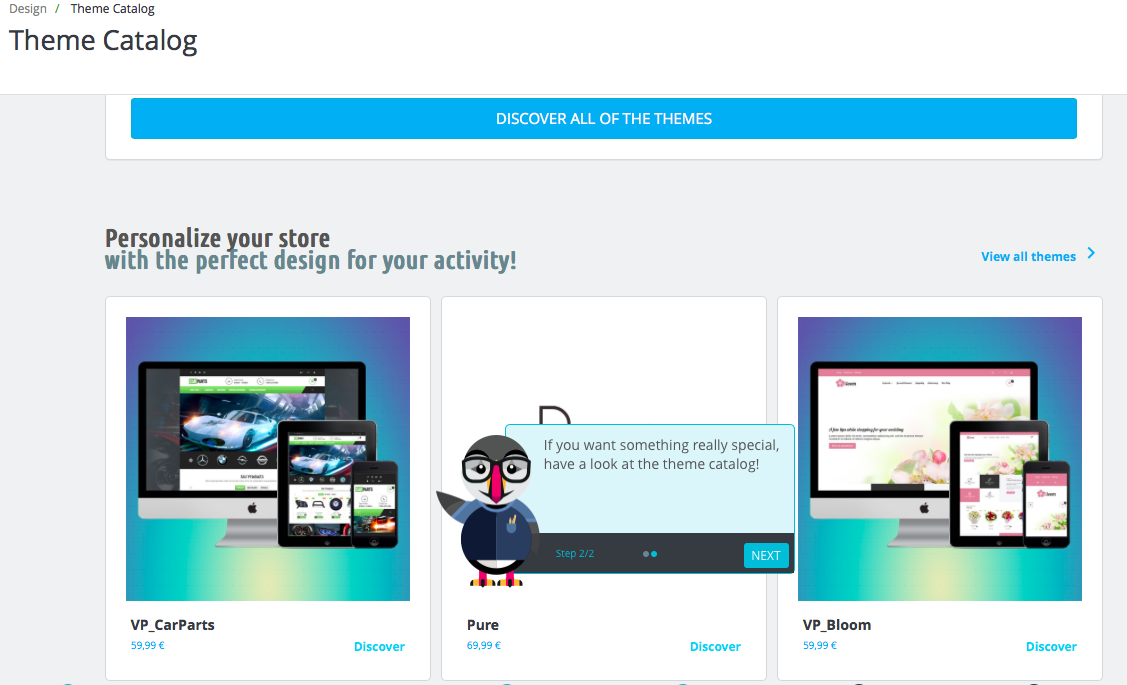 Design / Theme Catalog
Theme Catalog
DISCOVER ALL OF THE THEMES
Personalize your store
with the perfect design for your activity!
View all themes
If you want something really special,
have a look at the theme catalog!
Step 2/2
NEXT
VP_CarParts
59,99 €
Discover
Pure
69,99 €
Discover
VP_Bloom
59,99 €
Discover